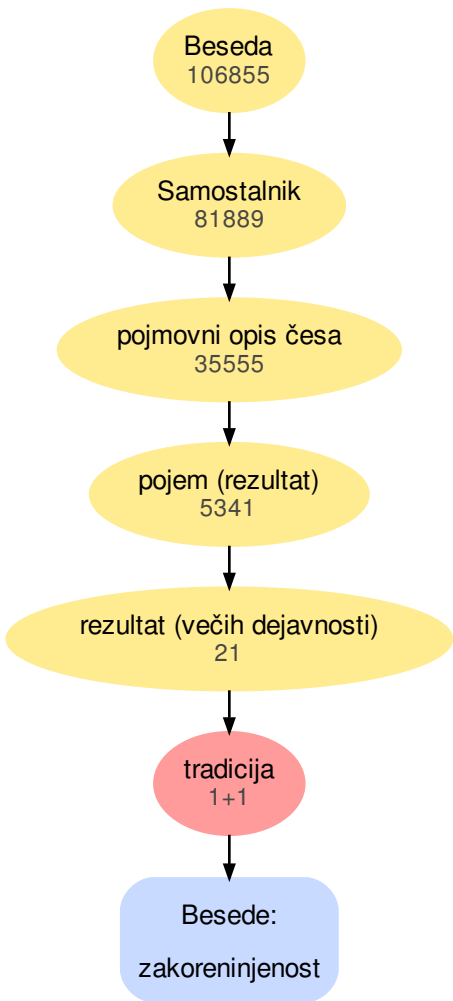 Beseda
106855
Samostalnik
81889
pojmovni opis česa
35555
pojem (rezultat)
5341
rezultat (večih dejavnosti)
21
tradicija
1+1
Besede:
zakoreninjenost